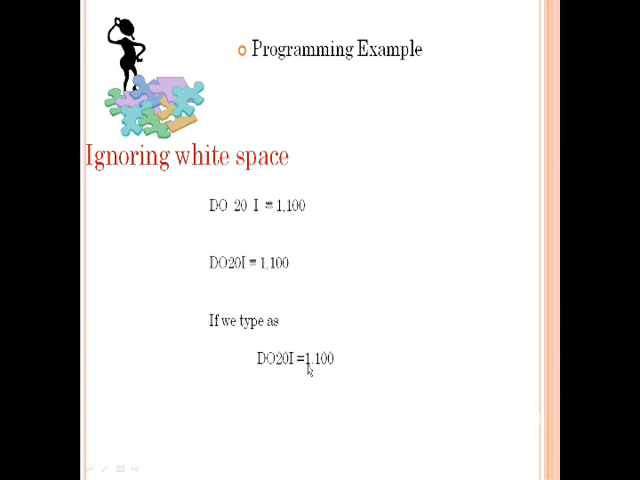 Programming Example
Ignoring white space
DO 20 I = 1,100
DO20I = 1,100
If we type as
DO20I =1.100